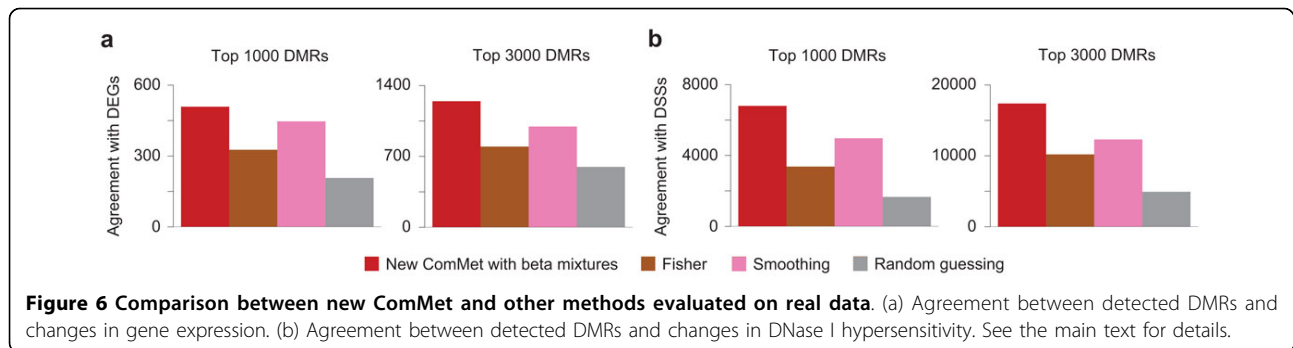 a
Top 1000 DMRs
Top 3000 DMRs
Agreement with DEGs
600
300
0
1400
700
0
b
Top 1000 DMRs
Top 3000 DMRs
Agreement with DSSs
8000
4000
0
20000
10000
0
New ComMet with beta mixtures Fisher Smoothing Random guessing
Figure 6 Comparison between new ComMet and other methods evaluated on real data. (a) Agreement between detected DMRs and
changes in gene expression. (b) Agreement between detected DMRs and changes in DNase I hypersensitivity. See the main text for details.